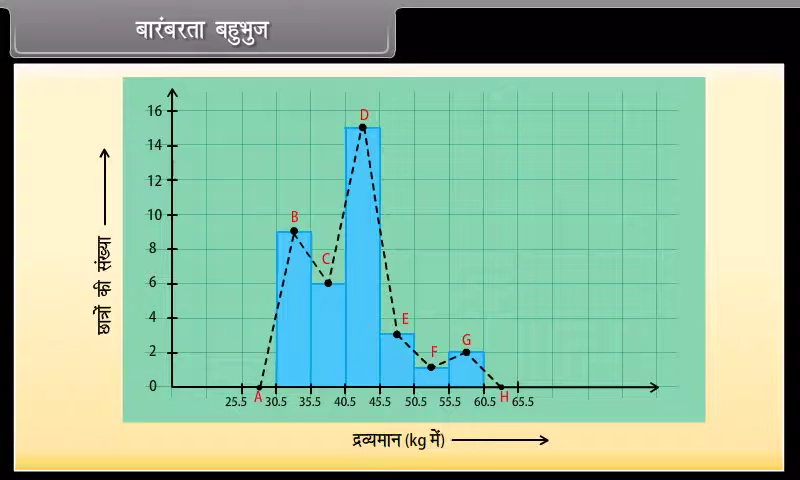 बारंबरता बहुभुज
छात्रों की संख्या
16
14
12
10
8
6
4
2
0
D
B
C
E
F
G
A
H
25.5 30.5 35.5 40.5 45.5 50.5 55.5 60.5 65.5
द्रव्यमान (kg में)